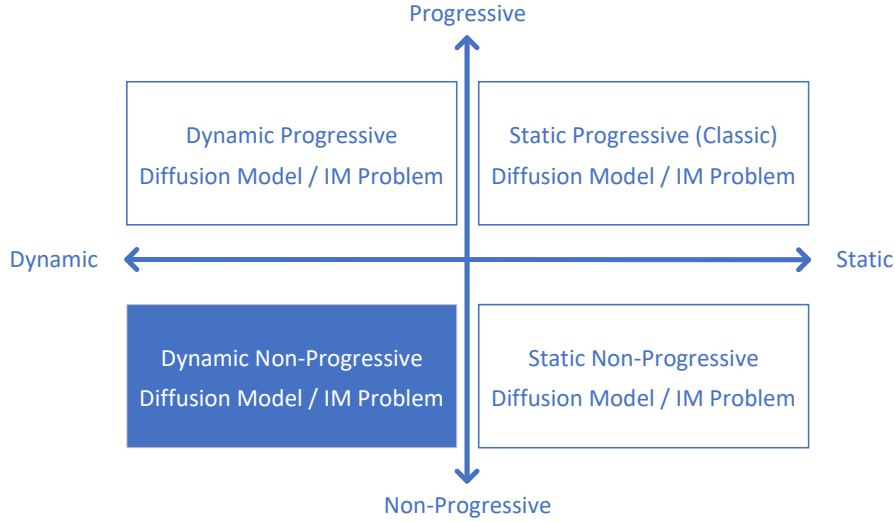 Progressive
Dynamic Progressive
Diffusion Model / IM Problem
Static Progressive (Classic)
Diffusion Model / IM Problem
Dynamic
Static
Dynamic Non-Progressive
Diffusion Model / IM Problem
Static Non-Progressive
Diffusion Model / IM Problem
Non-Progressive